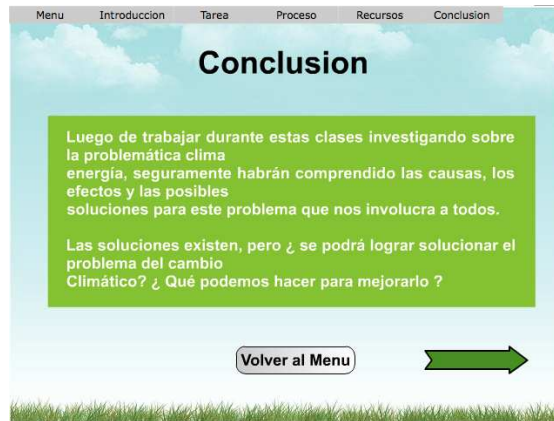 Menu Introduccion Tarea Proceso Recursos Conclusion
Conclusion
Luego de trabajar durante estas clases investigando sobre
la problemática clima
energía, seguramente habrán comprendido las causas, los
efectos y las posibles
soluciones para este problema que nos involucra a todos.
Las soluciones existen, pero ¿ se podrá lograr solucionar el
problema del cambio
Climático? ¿ Qué podemos hacer para mejorarlo ?
Volver al Menu